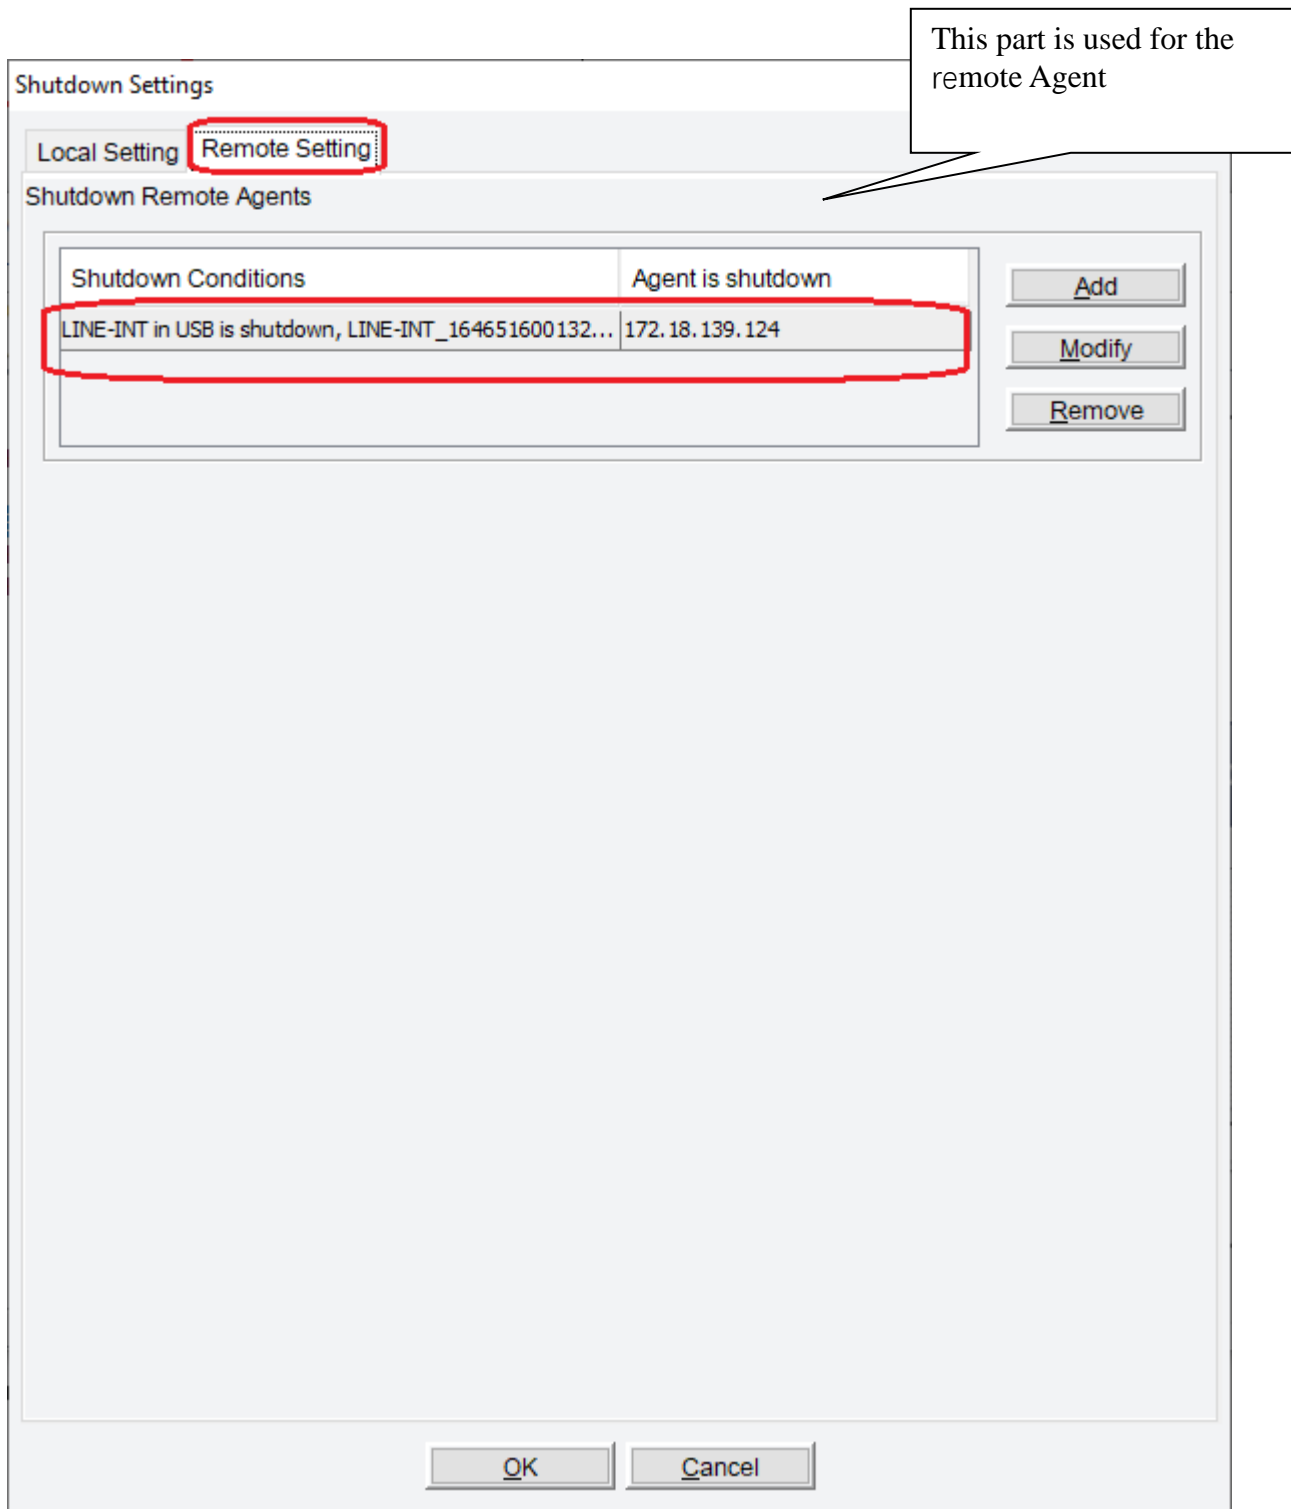 This part is used for the
remote Agent
Shutdown Settings
Local Setting Remote Setting
Shutdown Remote Agents
Shutdown Conditions Agent is shutdown
LINE-INT in USB is shutdown, LINE-INT_164651600132... 172.18.139.124
Add
Modify
Remove
OK Cancel